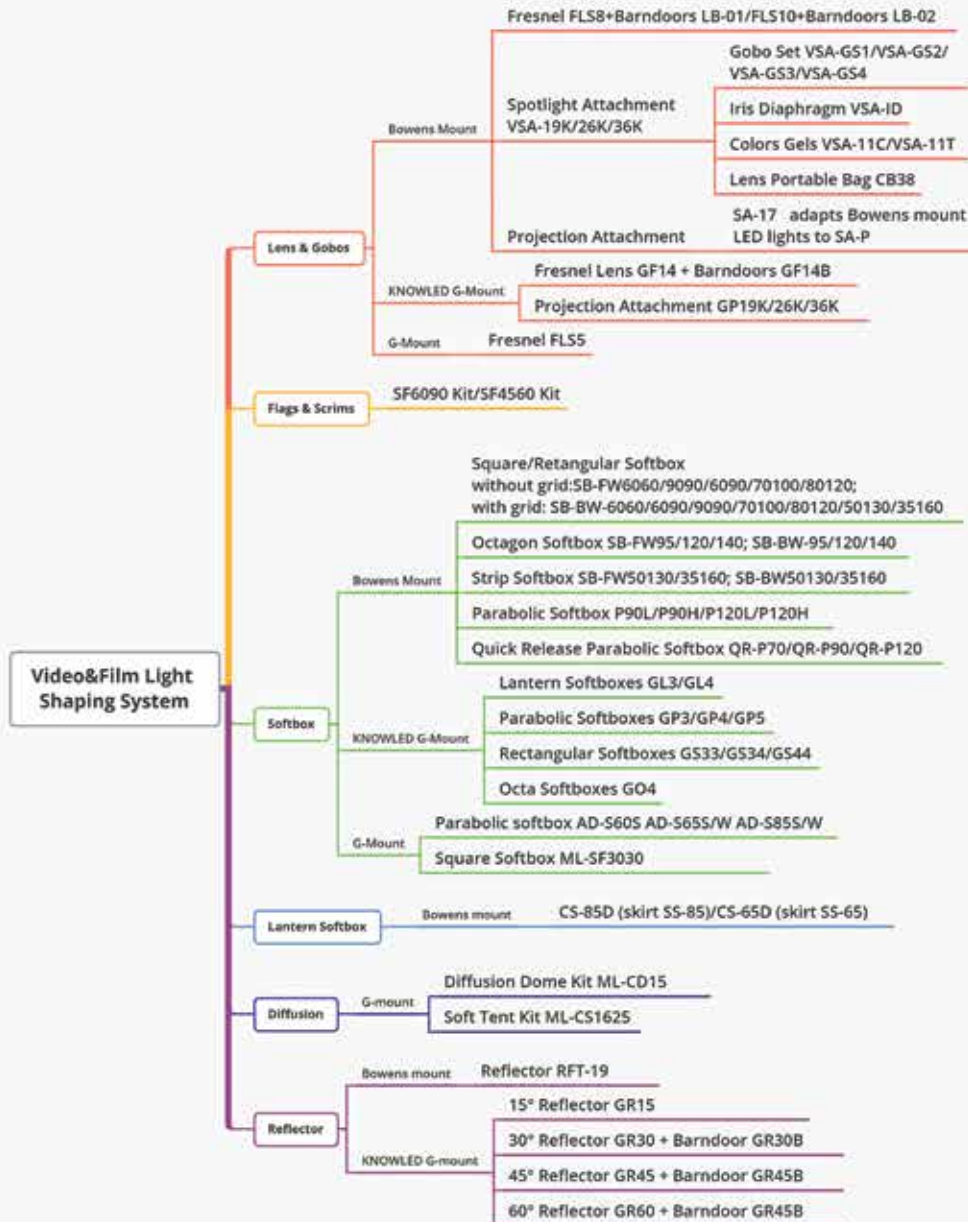 Video&Film Light
Shaping System
Lens & Gobos
Bowens Mount
Fresnel FLS8+Barndoors LB-01/FLS10+Barndoors LB-02
Spotlight Attachment
VSA-19K/26K/36K
Gobo Set VSA-GS1/VSA-GS2/
VSA-GS3/VSA-GS4
Iris Diaphragm VSA-ID
Colors Gels VSA-11C/VSA-11T
Lens Portable Bag CB38
Projection Attachment
SA-17 adapts Bowens mount
LED lights to SA-P
KNOWLED G-Mount
Fresnel Lens GF14 + Barndoors GF14B
Projection Attachment GP19K/26K/36K
G-Mount
Fresnel FLS5
Flags & Scrims
SF6090 Kit/SF4560 Kit
Softbox
Bowens Mount
Square/Retangular Softbox
without grid:SB-FW6060/9090/6090/70100/80120;
with grid: SB-BW-6060/6090/9090/70100/80120/50130/35160
Octagon Softbox SB-FW95/120/140; SB-BW-95/120/140
Strip Softbox SB-FW50130/35160; SB-BW50130/35160
Parabolic Softbox P90L/P90H/P120L/P120H
Quick Release Parabolic Softbox QR-P70/QR-P90/QR-P120
KNOWLED G-Mount
Lantern Softboxes GL3/GL4
Parabolic Softboxes GP3/GP4/GP5
Rectangular Softboxes GS33/GS34/GS44
Octa Softboxes GO4
G-Mount
Parabolic softbox AD-S60S AD-S65S/W AD-S85S/W
Square Softbox ML-SF3030
Lantern Softbox
Bowens mount
CS-85D (skirt SS-85)/CS-65D (skirt SS-65)
Diffusion
G-mount
Diffusion Dome Kit ML-CD15
Soft Tent Kit ML-CS1625
Reflector
Bowens mount
Reflector RFT-19
KNOWLED G-mount
15° Reflector GR15
30° Reflector GR30 + Barndoor GR30B
45° Reflector GR45 + Barndoor GR45B
60° Reflector GR60 + Barndoor GR45B